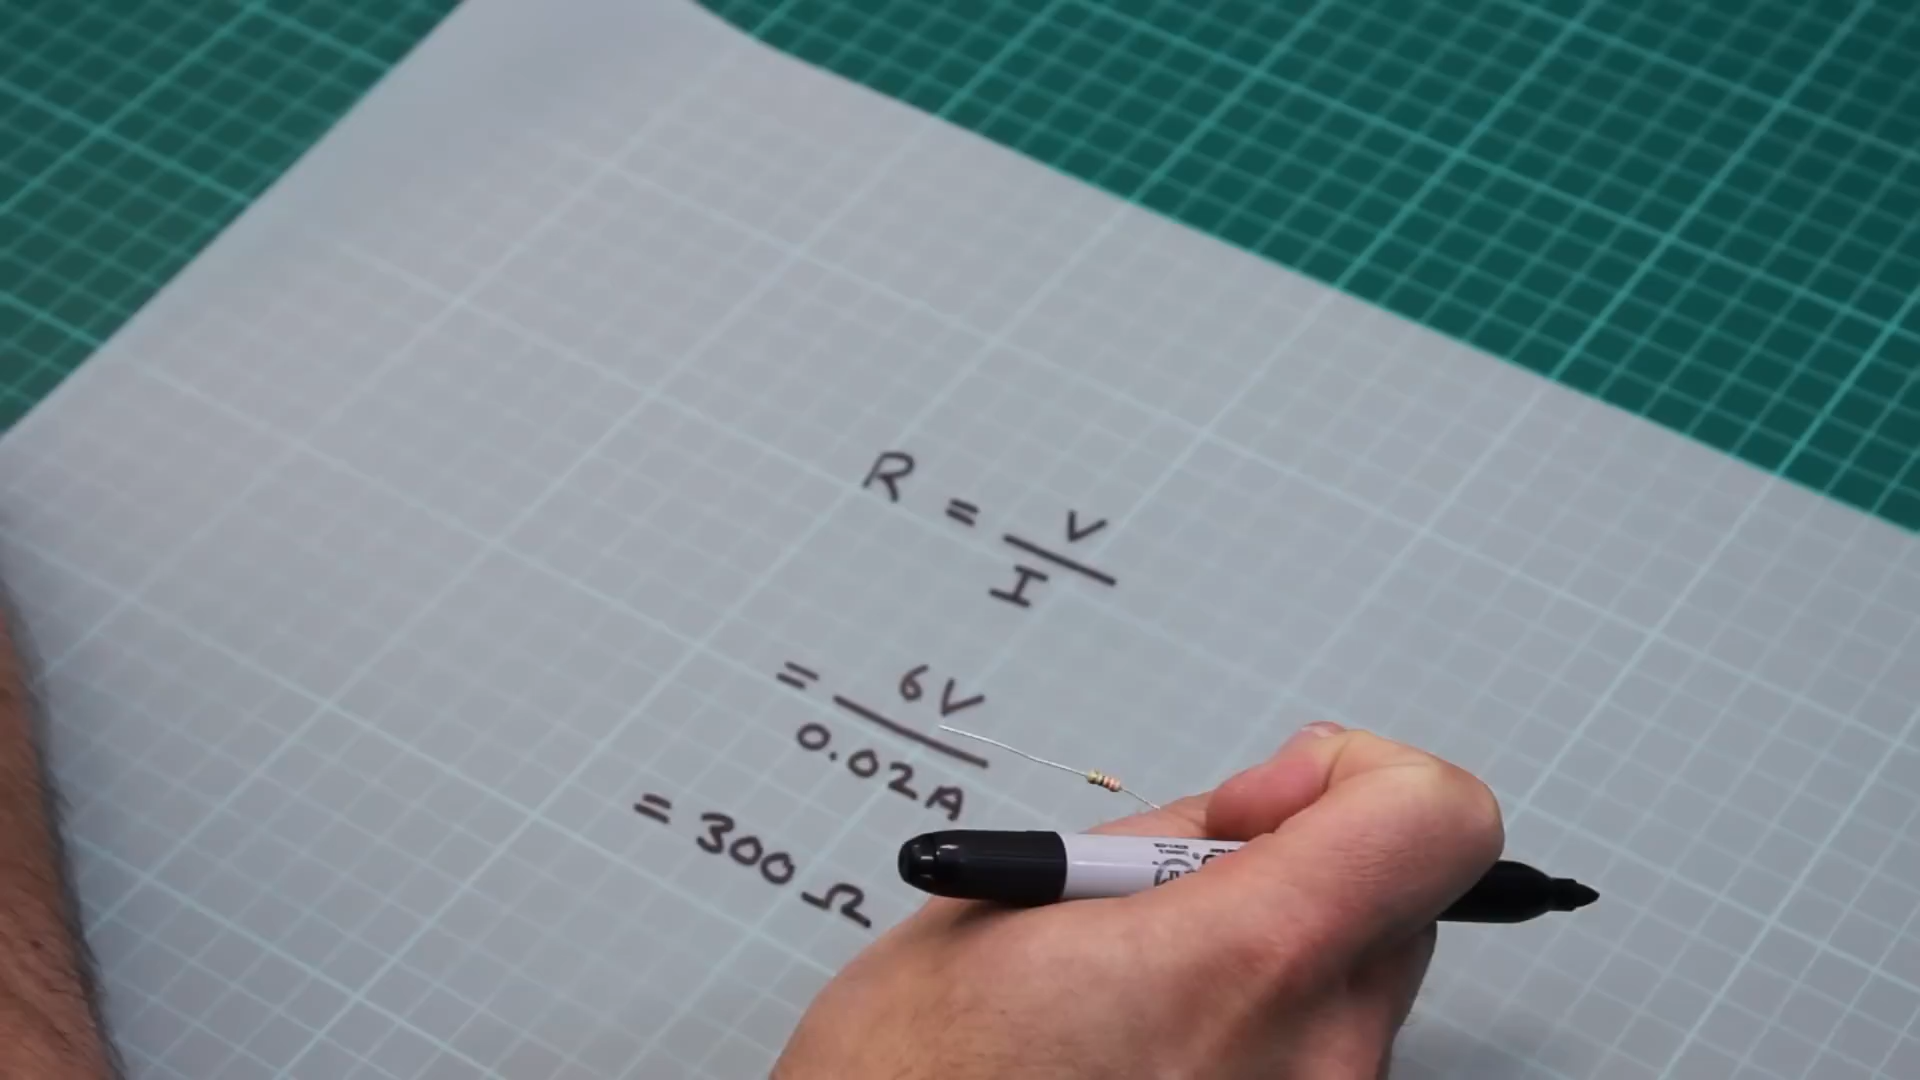 R = V/I
= 6V/0.02A
= 300 Ω